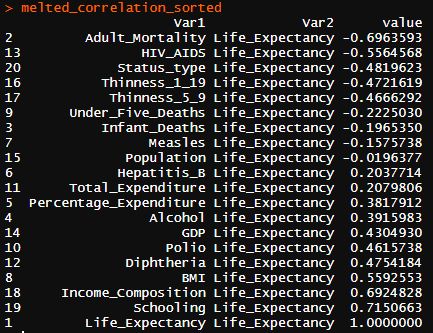 > melted_correlation_sorted
Var1 Var2 value
2 Adult_Mortality Life_Expectancy -0.6963593
13 HIV_AIDS Life_Expectancy -0.5564568
20 Status_type Life_Expectancy -0.4819623
16 Thinness_1_19 Life_Expectancy -0.4721619
17 Thinness_5_9 Life_Expectancy -0.4666292
9 Under_Five_Deaths Life_Expectancy -0.2225030
3 Infant_Deaths Life_Expectancy -0.1965350
7 Measles Life_Expectancy -0.1575738
15 Population Life_Expectancy -0.0196377
6 Hepatitis_B Life_Expectancy 0.2037714
11 Total_Expenditure Life_Expectancy 0.2079806
5 Percentage_Expenditure Life_Expectancy 0.3817912
4 Alcohol Life_Expectancy 0.3915983
14 GDP Life_Expectancy 0.4304930
10 Polio Life_Expectancy 0.4615738
12 Diphtheria Life_Expectancy 0.4754184
8 BMI Life_Expectancy 0.5592553
18 Income_Composition Life_Expectancy 0.6924828
19 Schooling Life_Expectancy 0.7150663
1 Life_Expectancy Life_Expectancy 1.0000000